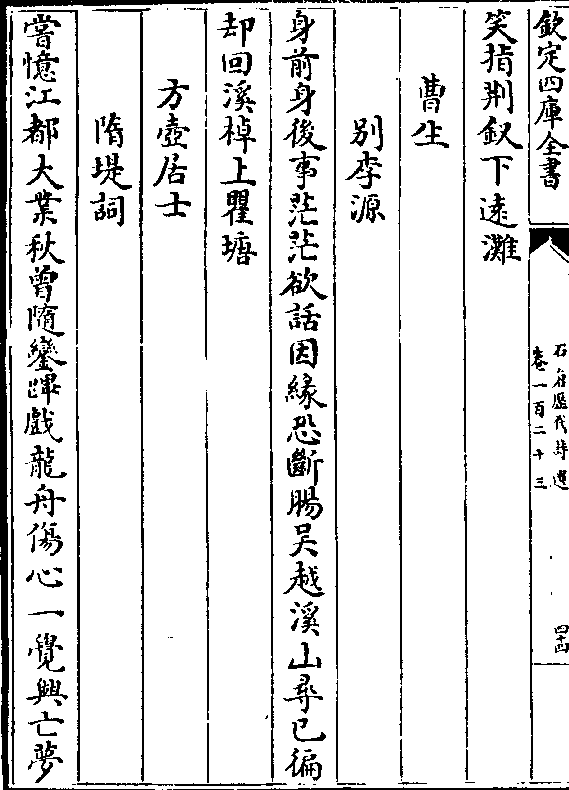 欽定四庫全書
石倉歷代詩選
卷一百二十三
四十四
笑指荆釵下遠灘
曹生
别李源
身前身後事茫茫欲話因緣恐斷腸吳越溪山尋已徧
却回溪棹上瞿塘
方壺居士
隋堤詞
嘗憶江都大業秋曾隨鑾蹕戲龍舟傷心一覺興亡夢